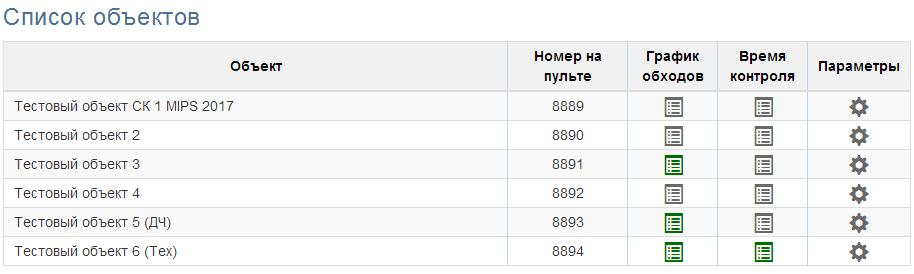 Список объектов
Объект Номер на пульте График обходов Время контроля Параметры
Тестовый объект СК 1 MIPS 2017 8889
Тестовый объект 2 8890
Тестовый объект 3 8891
Тестовый объект 4 8892
Тестовый объект 5 (ДЧ) 8893
Тестовый объект 6 (Тех) 8894